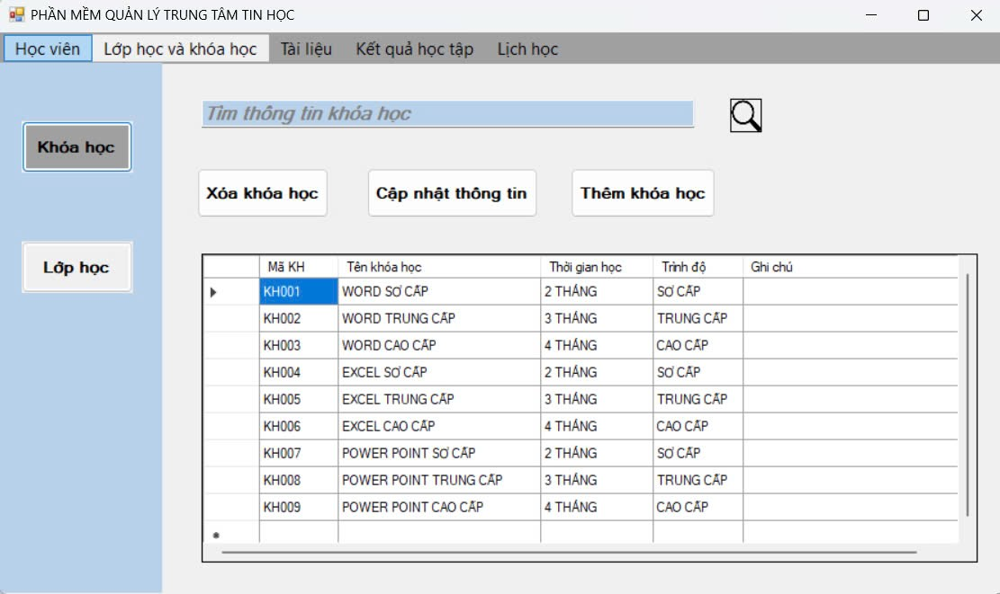 PHẦN MỀM QUẢN LÝ TRUNG TÂM TIN HỌC
Học viên Lớp học và khóa học Tài liệu Kết quả học tập Lịch học
Tìm thông tin khóa học
Khóa học
Xóa khóa học Cập nhật thông tin Thêm khóa học
Lớp học
Mã KH Tên khóa học Thời gian học Trình độ Ghi chú
KH001 WORD SƠ CẤP 2 THÁNG SƠ CẤP
KH002 WORD TRUNG CẤP 3 THÁNG TRUNG CẤP
KH003 WORD CAO CẤP 4 THÁNG CAO CẤP
KH004 EXCEL SƠ CẤP 2 THÁNG SƠ CẤP
KH005 EXCEL TRUNG CẤP 3 THÁNG TRUNG CẤP
KH006 EXCEL CAO CẤP 4 THÁNG CAO CẤP
KH007 POWER POINT SƠ CẤP 2 THÁNG SƠ CẤP
KH008 POWER POINT TRUNG CẤP 3 THÁNG TRUNG CẤP
KH009 POWER POINT CAO CẤP 4 THÁNG CAO CẤP